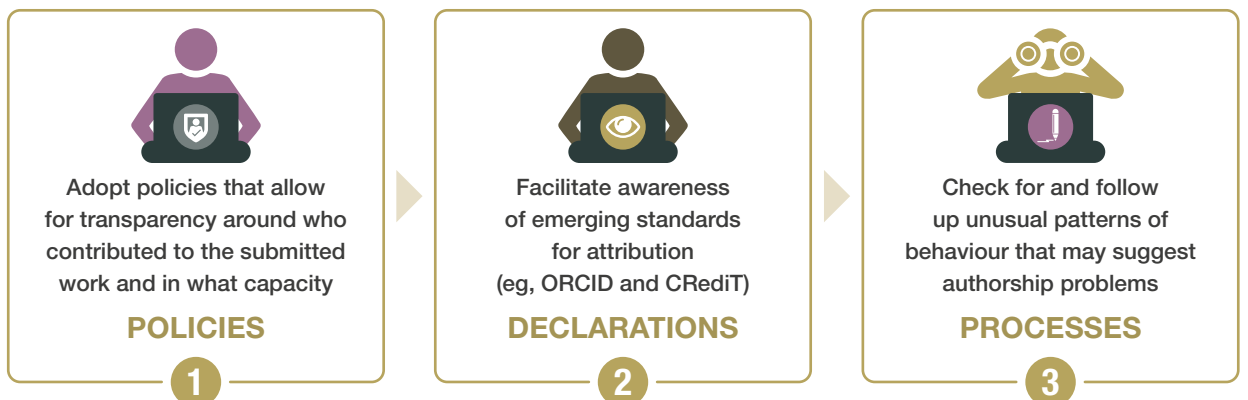 Adopt policies that allow
for transparency around who
contributed to the submitted
work and in what capacity
POLICIES
1
Facilitate awareness
of emerging standards
for attribution
(eg, ORCID and CRediT)
DECLARATIONS
2
Check for and follow
up unusual patterns of
behaviour that may suggest
authorship problems
PROCESSES
3